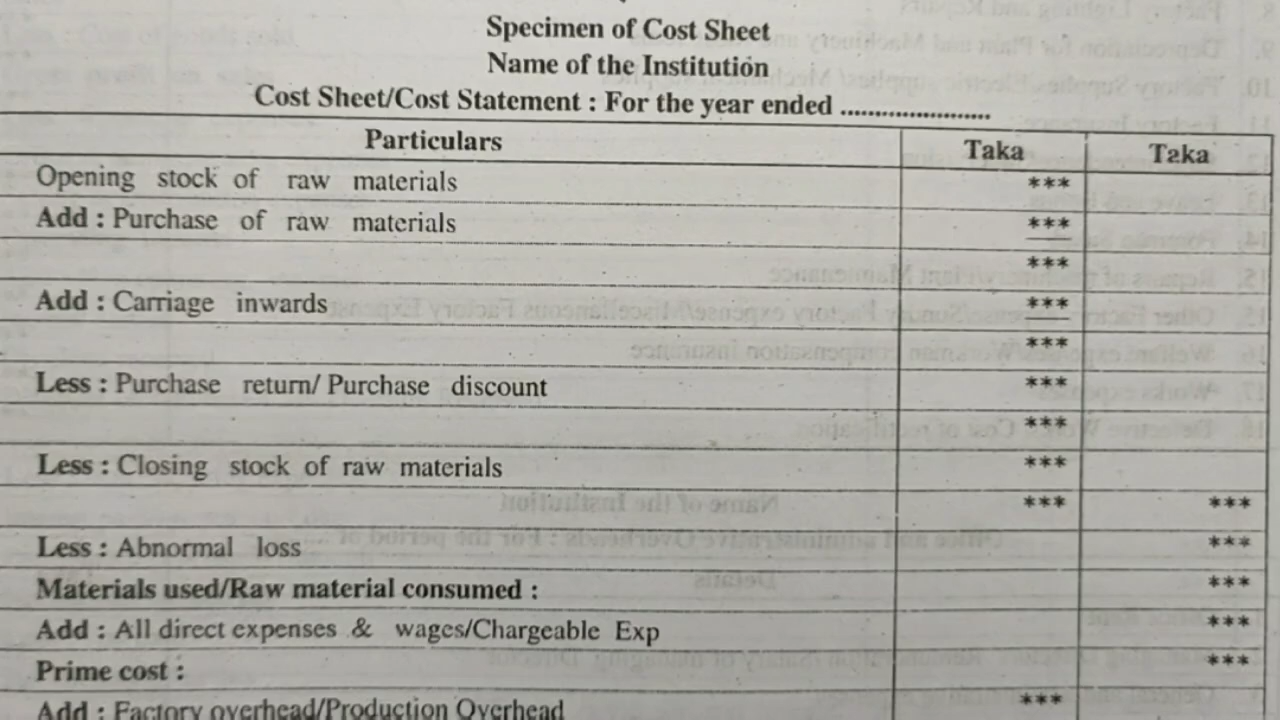 Specimen of Cost Sheet
Name of the Institution
Cost Sheet/Cost Statement : For the year ended ......................
Particulars Taka Taka
Opening stock of raw materials ***
Add : Purchase of raw materials ***
***
Add : Carriage inwards ***
***
Less : Purchase return/ Purchase discount ***
***
Less : Closing stock of raw materials ***
*** ***
Less : Abnormal loss ***
Materials used/Raw material consumed : ***
Add : All direct expenses & wages/Chargeable Exp ***
Prime cost : ***
Add : Factory overhead/Production Overhead ***